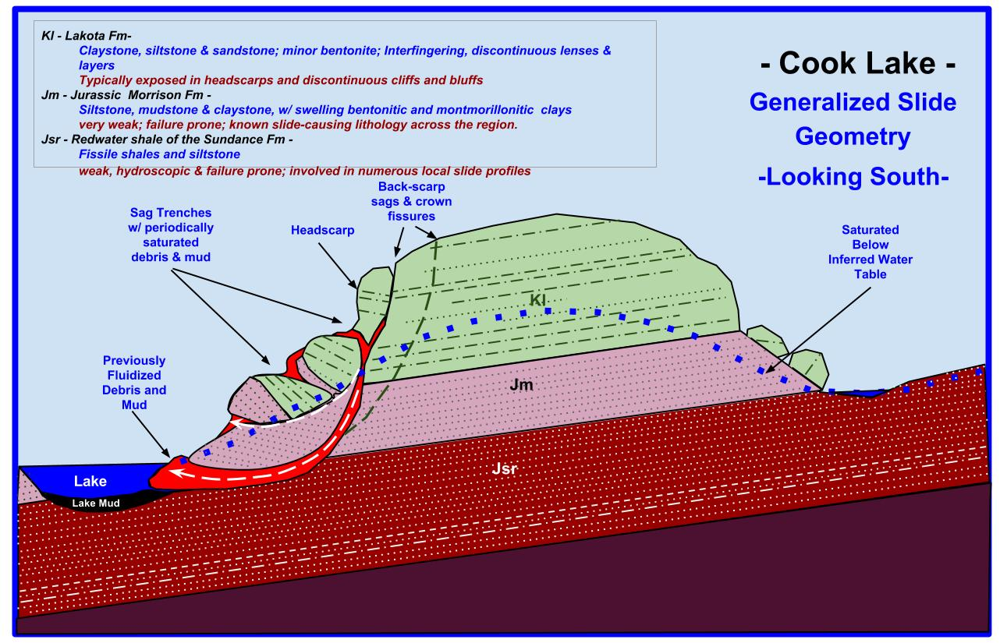 Kl - Lakota Fm-
Claystone, siltstone & sandstone; minor bentonite; Interfingering, discontinuous lenses &
layers
Typically exposed in headscarps and discontinuous cliffs and bluffs
Jm - Jurassic Morrison Fm -
Siltstone, mudstone & claystone, w/ swelling bentonitic and montmorillonitic clays
very weak; failure prone; known slide-causing lithology across the region.
Jsr - Redwater shale of the Sundance Fm -
Fissile shales and siltstone
weak, hydroscopic & failure prone; involved in numerous local slide profiles
- Cook Lake -
Generalized Slide
Geometry
-Looking South-
Back-scarp
sags & crown
fissures
Sag Trenches
w/ periodically
saturated
debris & mud
Headscarp
Saturated
Below
Inferred Water
Table
Kl
Previously
Fluidized
Debris and
Mud
Jm
Jsr
Lake
Lake Mud